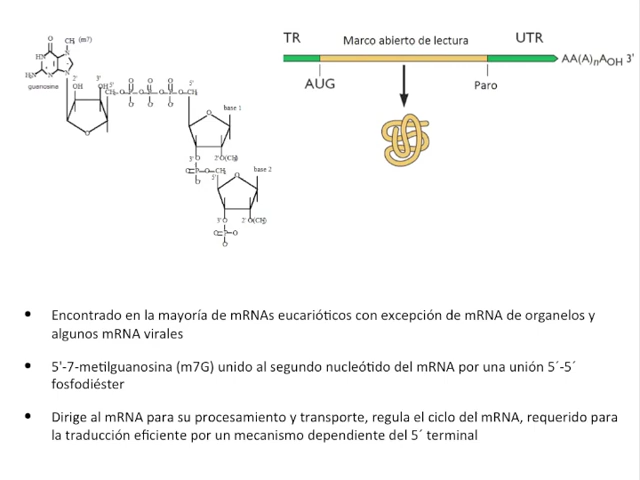 TR
Marco abierto de lectura
UTR
AA(A)nAOH 3'
AUG
Paro
CH3 (m7)
guanosina
base 1
base 2
• Encontrado en la mayoría de mRNAs eucarióticos con excepción de mRNA de organelos y
algunos mRNA virales
• 5'-7-metilguanosina (m7G) unido al segundo nucleótido del mRNA por una unión 5´-5´
fosfodiéster
• Dirige al mRNA para su procesamiento y transporte, regula el ciclo del mRNA, requerido para
la traducción eficiente por un mecanismo dependiente del 5´ terminal